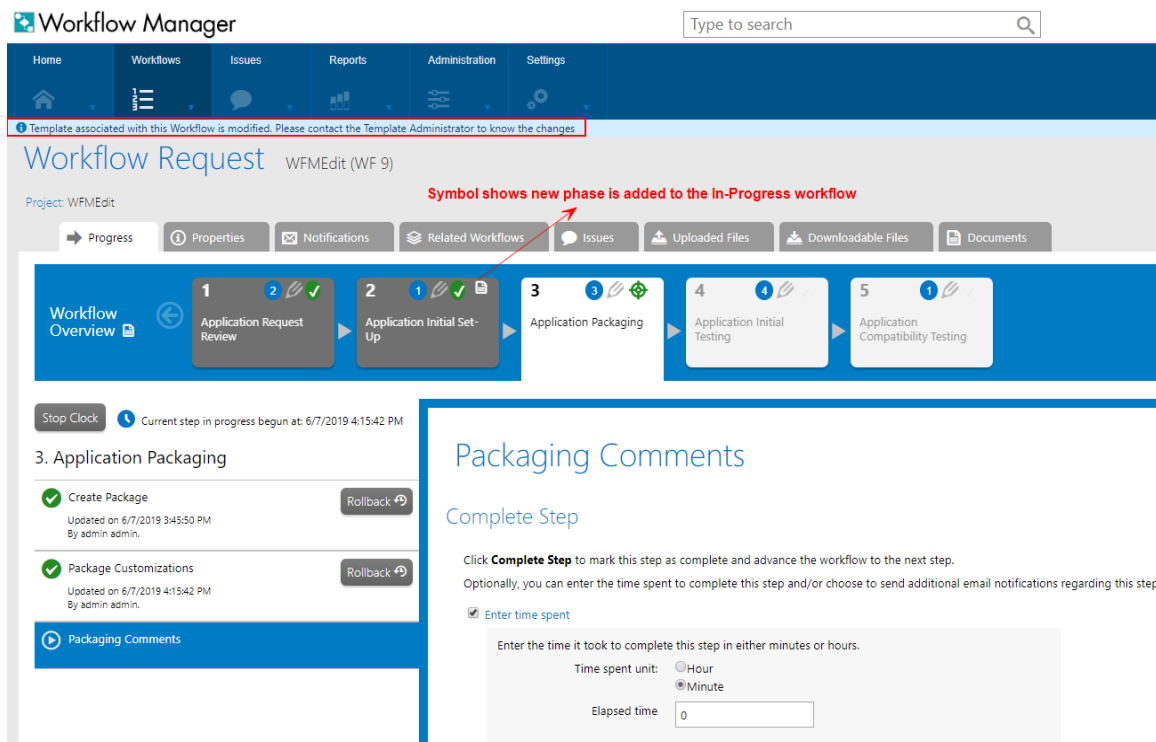 Workflow Manager
Type to search
Home Workflows Issues Reports Administration Settings
Template associated with this Workflow is modified. Please contact the Template Administrator to know the changes
Workflow Request WFMEdit (WF 9)
Symbol shows new phase is added to the In-Progress workflow
Project: WFMEdit
Progress Properties Notifications Related Workflows Issues Uploaded Files Downloadable Files Documents
Workflow
Overview
1 2
Application Request
Review
2 1
Application Initial Set-
Up
3 3
Application Packaging
4 4
Application Initial
Testing
5 1
Application
Compatibility Testing
Stop Clock Current step in progress begun at: 6/7/2019 4:15:42 PM
3. Application Packaging
Create Package
Rollback
Updated on 6/7/2019 3:45:50 PM
By admin admin.
Package Customizations
Rollback
Updated on 6/7/2019 4:15:42 PM
By admin admin.
Packaging Comments
Packaging Comments
Complete Step
Click Complete Step to mark this step as complete and advance the workflow to the next step.
Optionally, you can enter the time spent to complete this step and/or choose to send additional email notifications regarding this step
Enter time spent
Enter the time it took to complete this step in either minutes or hours.
Time spent unit: Hour
Minute
Elapsed time 0